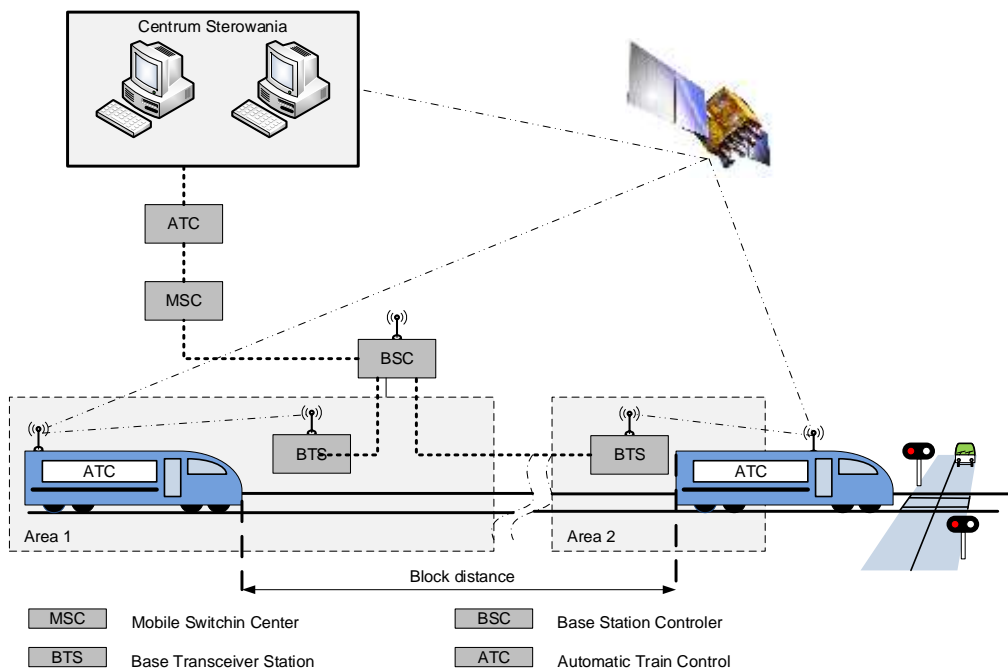 Centrum Sterowania
ATC
MSC
BSC
BTS
BTS
ATC
ATC
Area 1
Area 2
Block distance
MSC Mobile Switchin Center
BSC Base Station Controler
BTS Base Transceiver Station
ATC Automatic Train Control